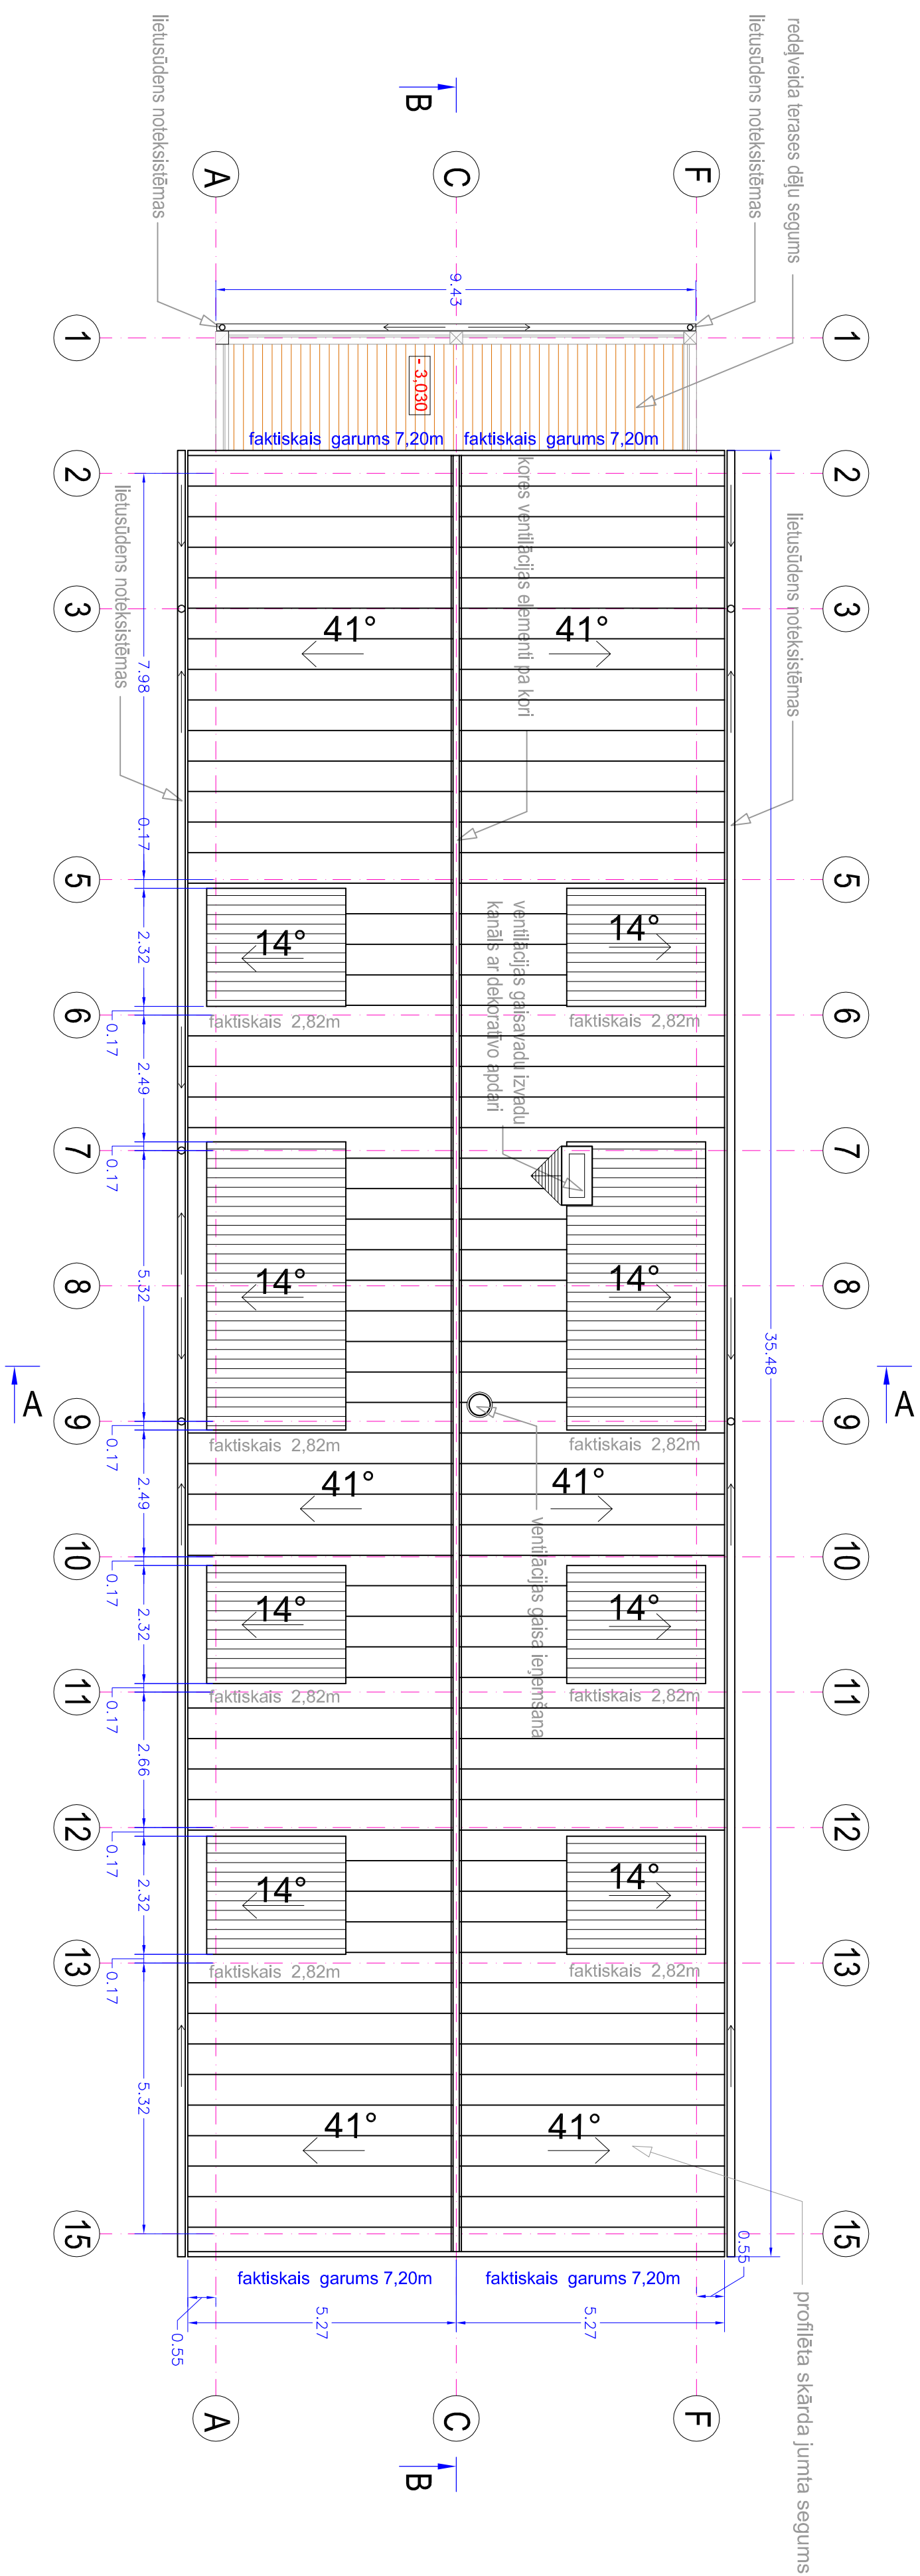 redeļveida terases dēļu segums
lietusūdens noteksistēmas
lietusūdens noteksistēmas
B
A
C
F
9.43
1
1
- 3,030
faktiskais garums 7,20m
faktiskais garums 7,20m
2
2
kores ventilācijas elementi pa kori
lietusūdens noteksistēmas
lietusūdens noteksistēmas
3
3
41°
41°
7.98
0.17
5
5
14°
14°
2.32
ventilācijas gaisavadu izvadu
kanāls ar dekoratīvo apdari
6
6
faktiskais 2,82m
faktiskais 2,82m
0.17
2.49
7
7
0.17
14°
14°
5.32
8
8
35.48
A
A
9
9
faktiskais 2,82m
faktiskais 2,82m
0.17
2.49
41°
41°
ventilācijas gaisa ieņemšana
10
10
0.17
14°
14°
2.32
11
11
faktiskais 2,82m
faktiskais 2,82m
0.17
2.66
12
12
0.17
14°
14°
2.32
13
13
faktiskais 2,82m
faktiskais 2,82m
0.17
5.32
41°
41°
15
15
0.55
profilēta skārda jumta segums
faktiskais garums 7,20m
faktiskais garums 7,20m
5.27
5.27
0.55
A
C
F
B